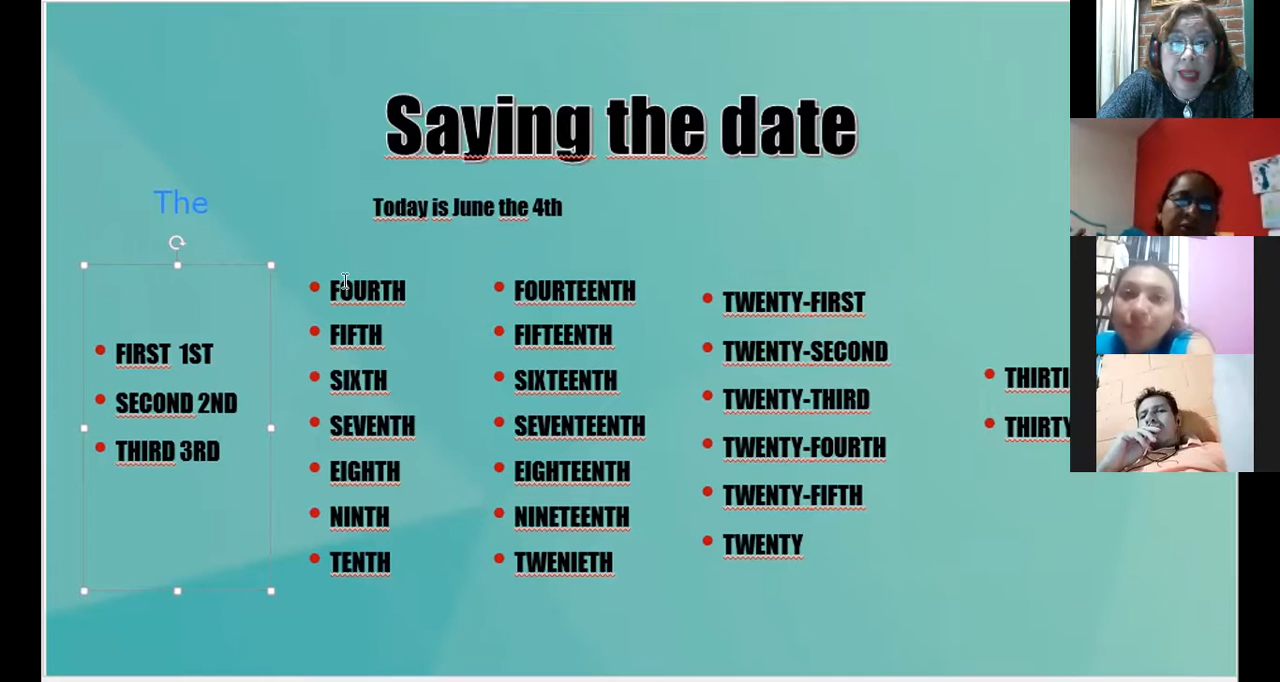 Saying the date
The
Today is June the 4th
FIRST 1ST
SECOND 2ND
THIRD 3RD
FOURTH
FIFTH
SIXTH
SEVENTH
EIGHTH
NINTH
TENTH
FOURTEENTH
FIFTEENTH
SIXTEENTH
SEVENTEENTH
EIGHTEENTH
NINETEENTH
TWENIETH
TWENTY-FIRST
TWENTY-SECOND
TWENTY-THIRD
TWENTY-FOURTH
TWENTY-FIFTH
TWENTY
THIRTI
THIRTY